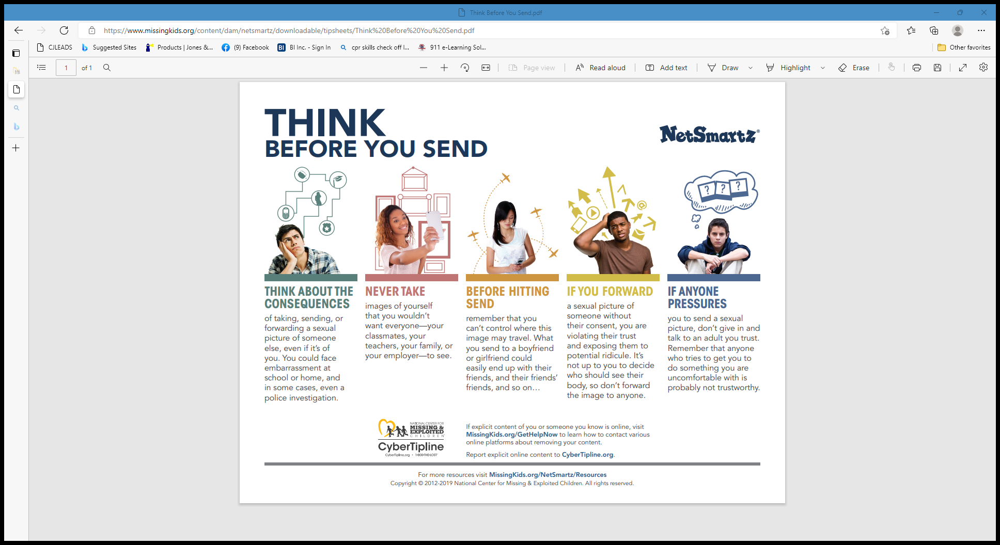 Think Before You Send.pdf
https://www.missingkids.org/content/dam/netsmartz/downloadable/tipsheets/Think%20Before%20You%20Send.pdf
CJLEADS Suggested Sites Products | Jones &... (9) Facebook BI BI Inc. - Sign In cpr skills check off l... 911 e-Learning Sol... Other favorites
1 of 1 Page view Read aloud Add text Draw Highlight Erase
THINK
BEFORE YOU SEND
NetSmartz®
? ? ?
THINK ABOUT THE
CONSEQUENCES
of taking, sending, or
forwarding a sexual
picture of someone
else, even if it's of
you. You could face
embarrassment at
school or home, and
in some cases, even a
police investigation.
NEVER TAKE
images of yourself
that you wouldn't
want everyone—your
classmates, your
teachers, your family, or
your employer—to see.
BEFORE HITTING
SEND
remember that you
can't control where this
image may travel. What
you send to a boyfriend
or girlfriend could
easily end up with their
friends, and their friends'
friends, and so on…
IF YOU FORWARD
a sexual picture of
someone without
their consent, you are
violating their trust
and exposing them to
potential ridicule. It's
not up to you to decide
who should see their
body, so don't forward
the image to anyone.
IF ANYONE
PRESSURES
you to send a sexual
picture, don't give in and
talk to an adult you trust.
Remember that anyone
who tries to get you to
do something you are
uncomfortable with is
probably not trustworthy.
NATIONAL CENTER FOR
MISSING &
EXPLOITED
CHILDREN
CyberTipline
CyberTipline.org • 1-800-THE-LOST
If explicit content of you or someone you know is online, visit
MissingKids.org/GetHelpNow to learn how to contact various
online platforms about removing your content.
Report explicit online content to CyberTipline.org.
For more resources visit MissingKids.org/NetSmartz/Resources
Copyright © 2012-2019 National Center for Missing & Exploited Children. All rights reserved.